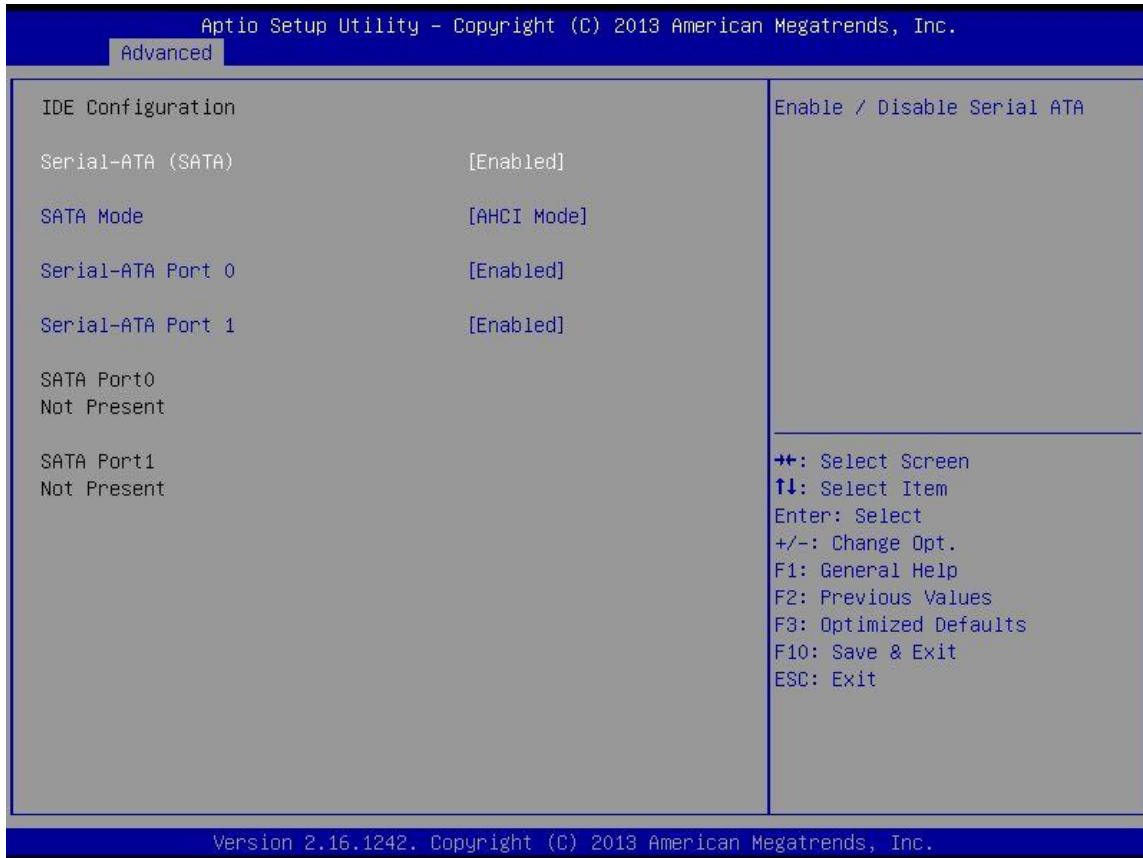 Aptio Setup Utility – Copyright (C) 2013 American Megatrends, Inc.
Advanced
IDE Configuration
Serial-ATA (SATA) [Enabled]
SATA Mode [AHCI Mode]
Serial-ATA Port 0 [Enabled]
Serial-ATA Port 1 [Enabled]
SATA Port0
Not Present
SATA Port1
Not Present
Enable / Disable Serial ATA
→←: Select Screen
↑↓: Select Item
Enter: Select
+/-: Change Opt.
F1: General Help
F2: Previous Values
F3: Optimized Defaults
F10: Save & Exit
ESC: Exit
Version 2.16.1242. Copyright (C) 2013 American Megatrends, Inc.